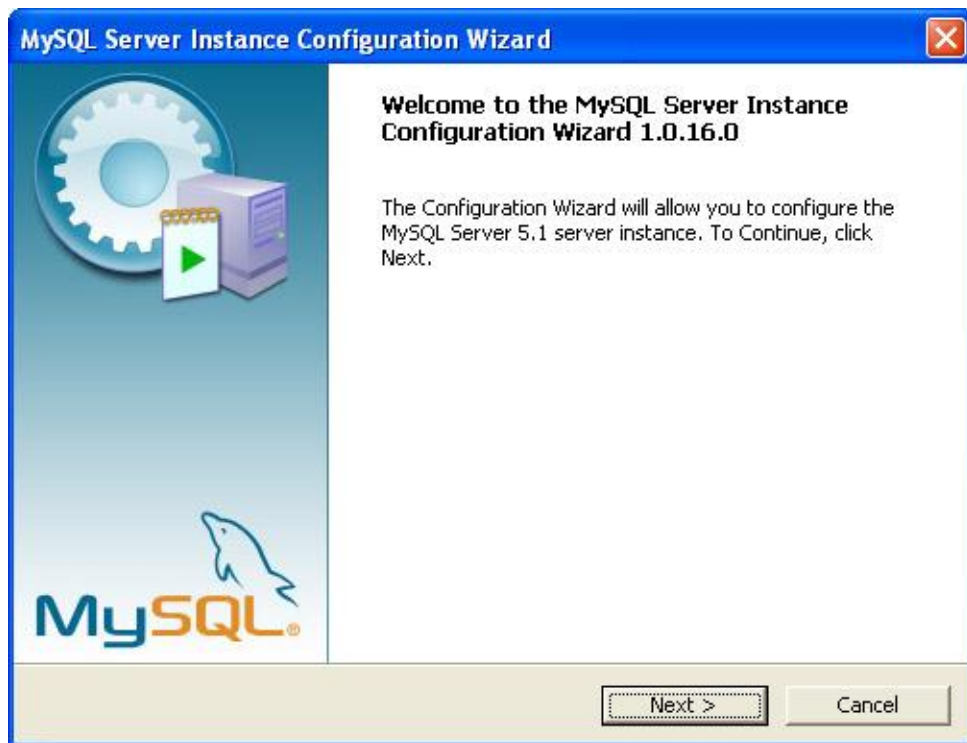 MySQL Server Instance Configuration Wizard
Welcome to the MySQL Server Instance
Configuration Wizard 1.0.16.0
The Configuration Wizard will allow you to configure the
MySQL Server 5.1 server instance. To Continue, click
Next.
MySQL®
Next >
Cancel